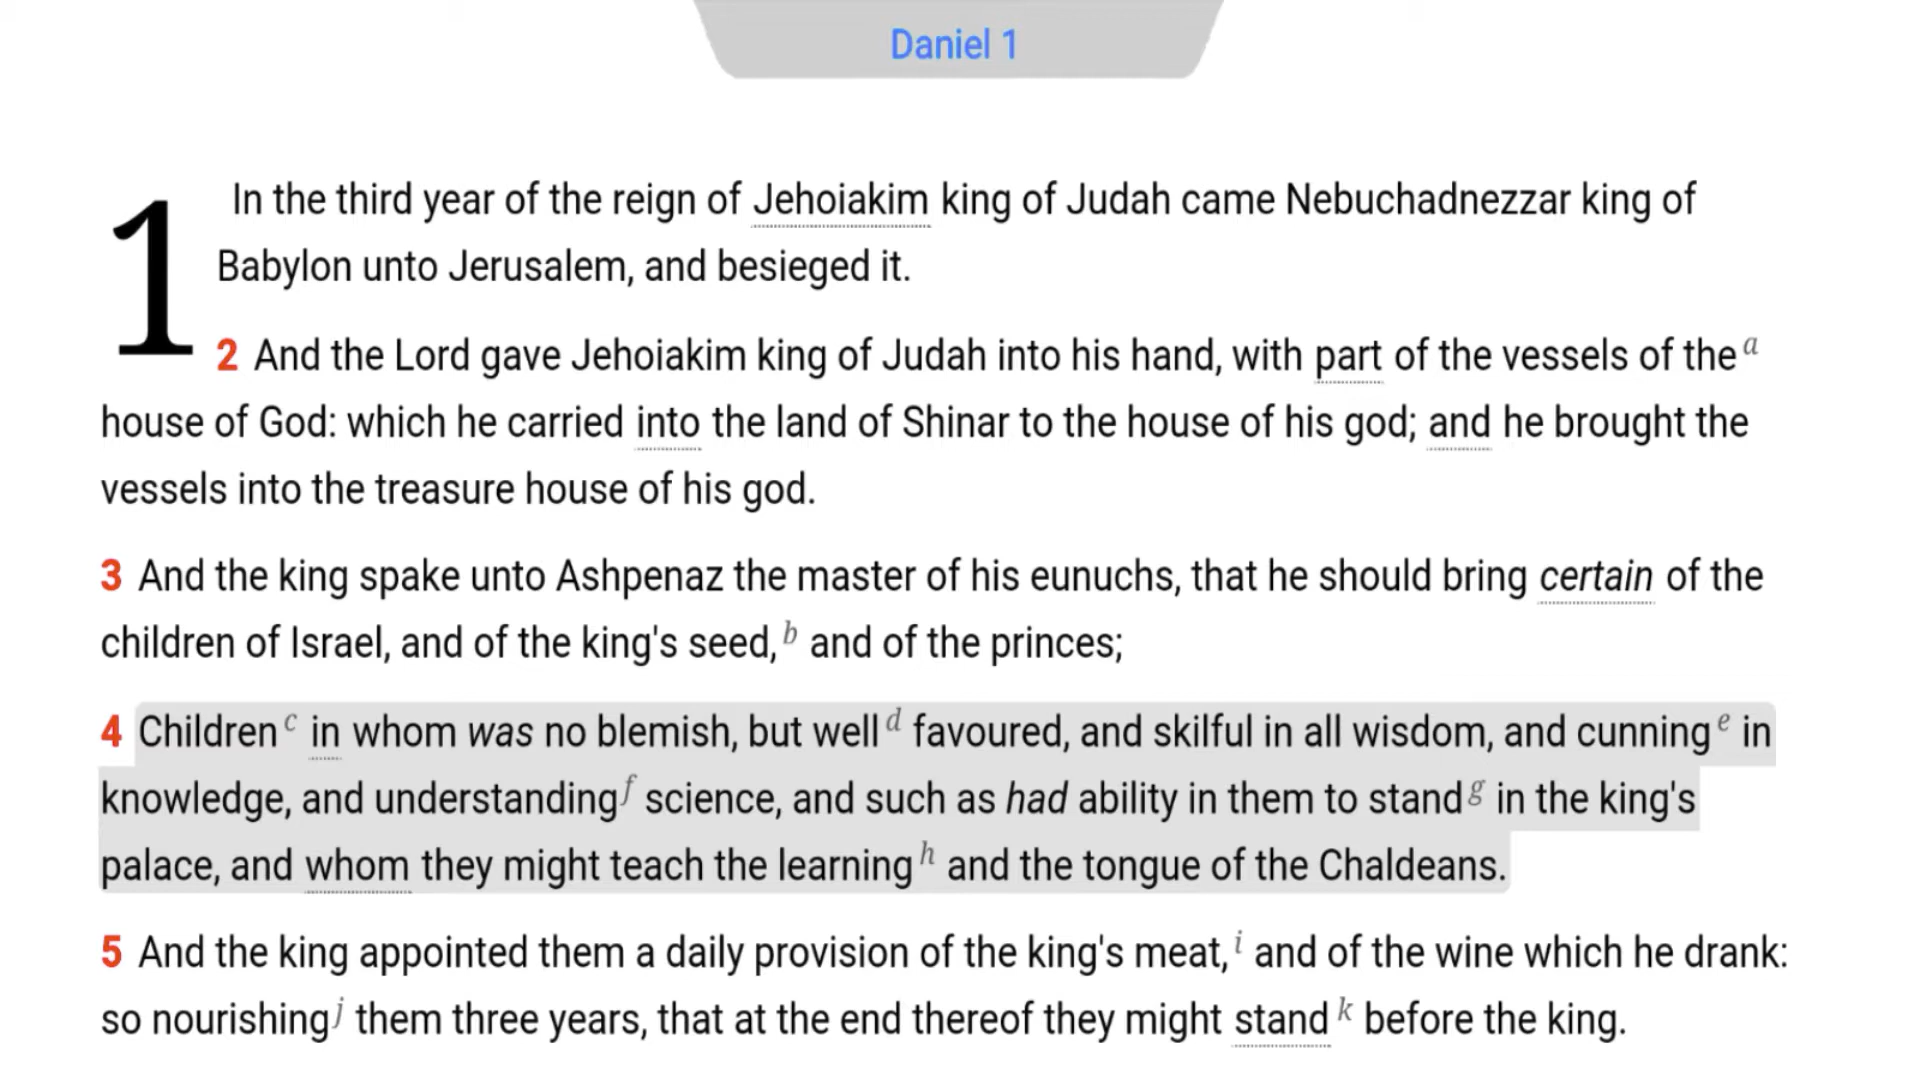 Daniel 1
1 In the third year of the reign of Jehoiakim king of Judah came Nebuchadnezzar king of
Babylon unto Jerusalem, and besieged it.
2 And the Lord gave Jehoiakim king of Judah into his hand, with part of the vessels of the a
house of God: which he carried into the land of Shinar to the house of his god; and he brought the
vessels into the treasure house of his god.
3 And the king spake unto Ashpenaz the master of his eunuchs, that he should bring certain of the
children of Israel, and of the king's seed, b and of the princes;
4 Children c in whom was no blemish, but well d favoured, and skilful in all wisdom, and cunning e in
knowledge, and understanding f science, and such as had ability in them to stand g in the king's
palace, and whom they might teach the learning h and the tongue of the Chaldeans.
5 And the king appointed them a daily provision of the king's meat, i and of the wine which he drank:
so nourishing j them three years, that at the end thereof they might stand k before the king.